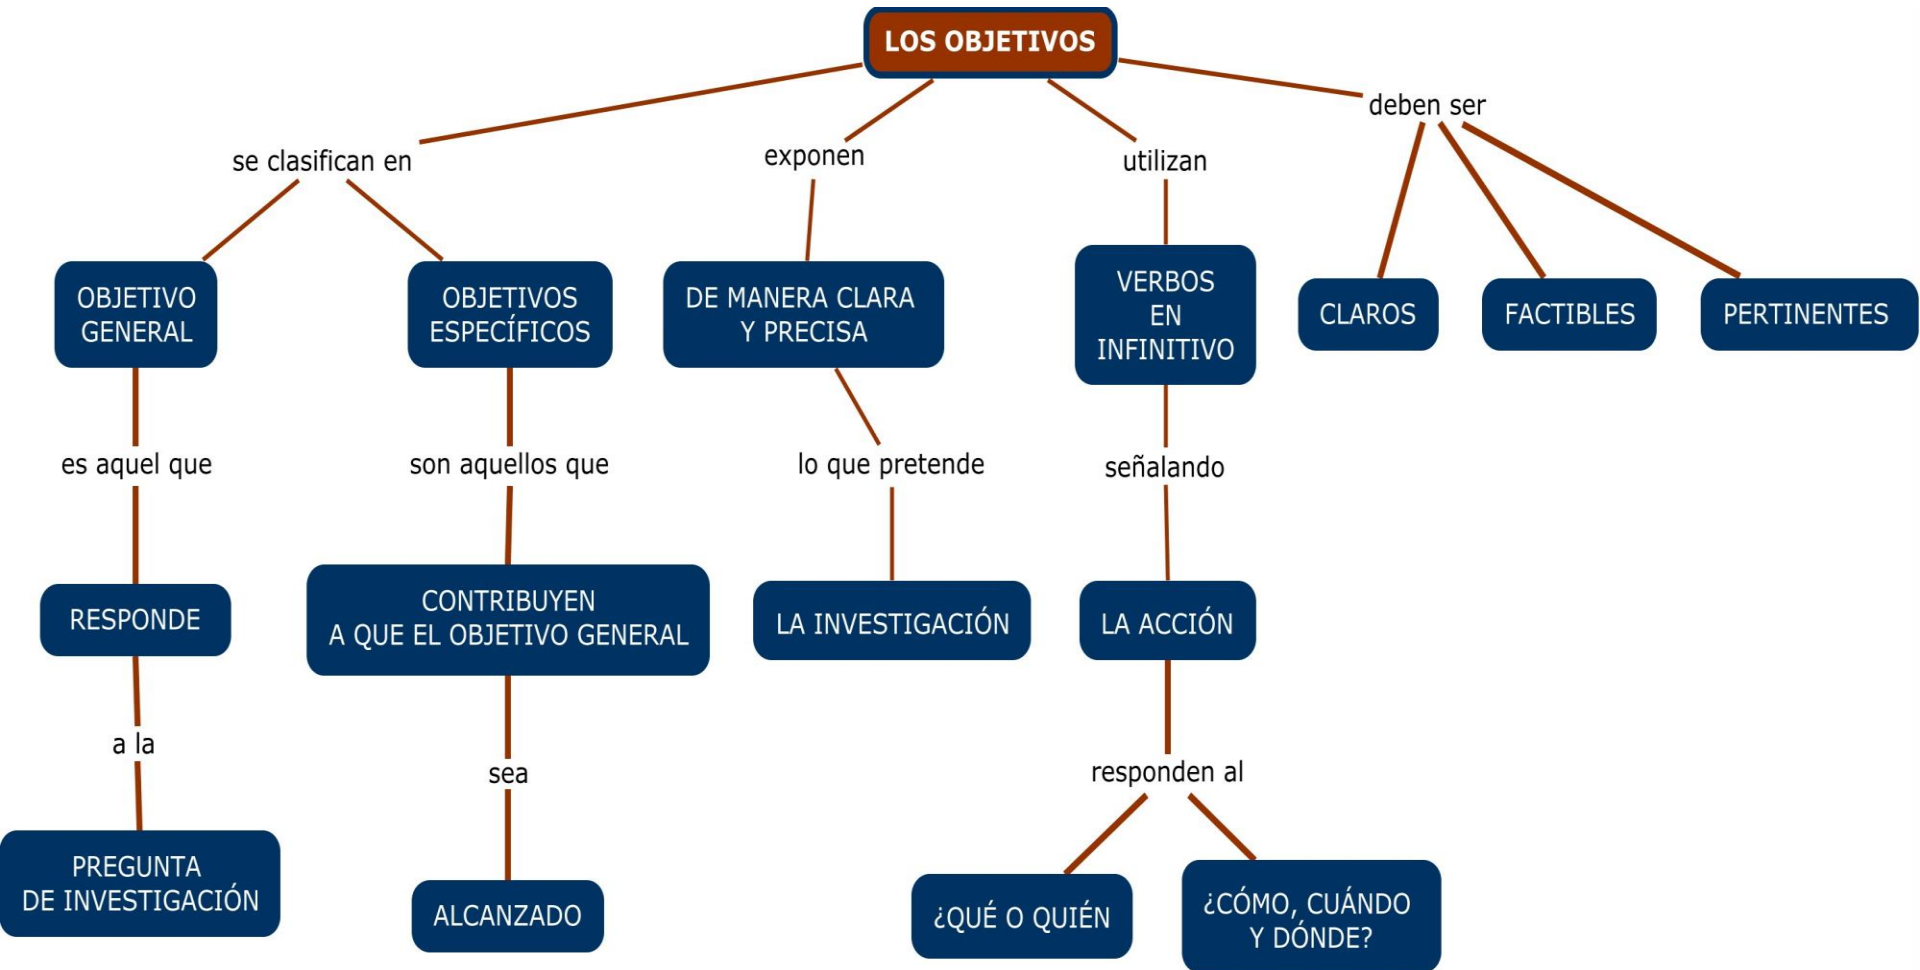 LOS OBJETIVOS
deben ser
se clasifican en
exponen
utilizan
OBJETIVO
GENERAL
OBJETIVOS
ESPECÍFICOS
DE MANERA CLARA
Y PRECISA
VERBOS
EN
INFINITIVO
CLAROS
FACTIBLES
PERTINENTES
es aquel que
son aquellos que
lo que pretende
señalando
RESPONDE
CONTRIBUYEN
A QUE EL OBJETIVO GENERAL
LA INVESTIGACIÓN
LA ACCIÓN
a la
sea
responden al
PREGUNTA
DE INVESTIGACIÓN
ALCANZADO
¿QUÉ O QUIÉN
¿CÓMO, CUÁNDO
Y DÓNDE?